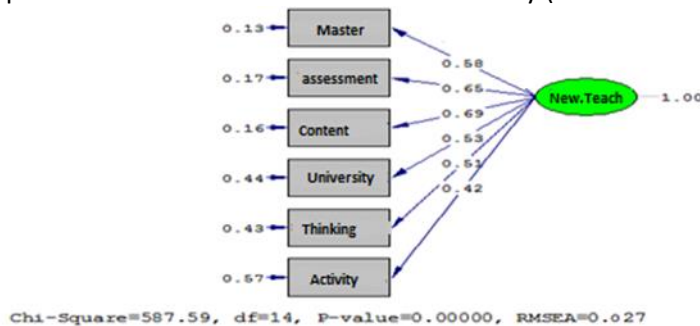 0.13 Master
0.58
0.17 assessment
0.65
New.Teach 1.00
0.69
0.16 Content
0.53
0.44 University
0.51
0.42
0.43 Thinking
0.57 Activity
Chi-Square=587.59, df=14, P-value=0.00000, RMSEA=0.027